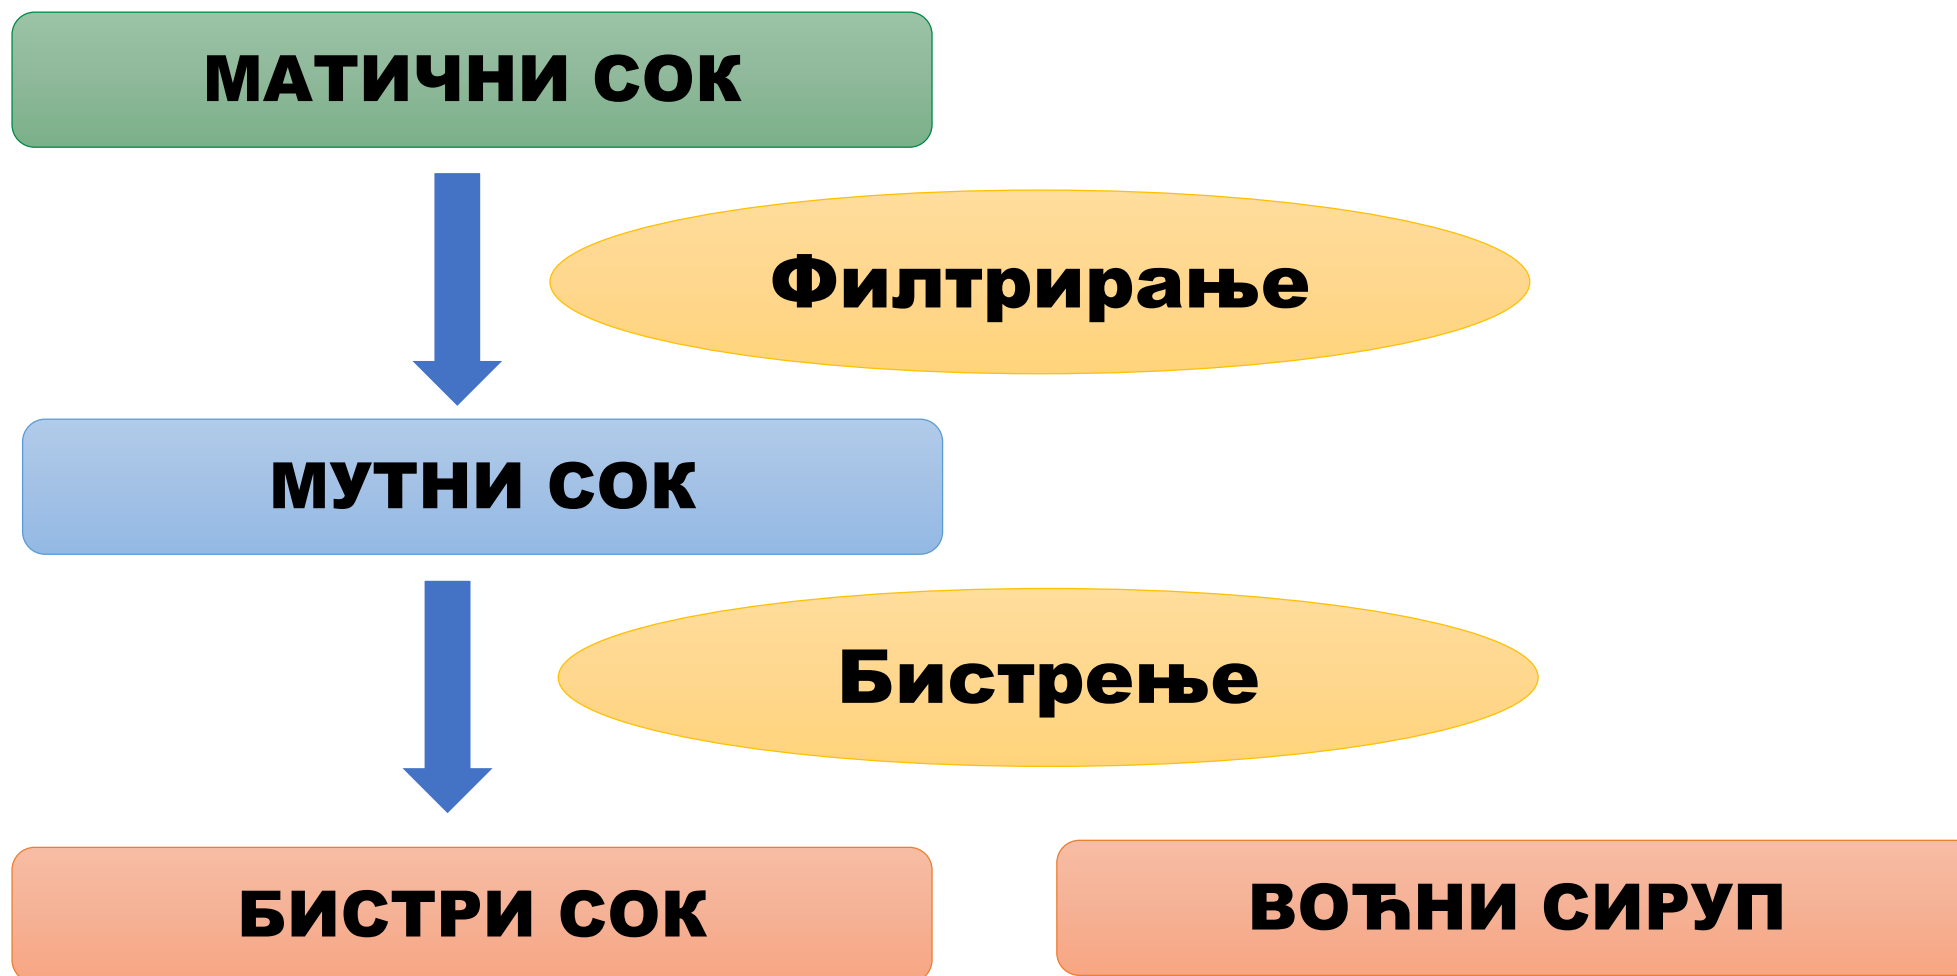 МАТИЧНИ СОК
Филтрирање
МУТНИ СОК
Бистрење
БИСТРИ СОК
ВОЋНИ СИРУП